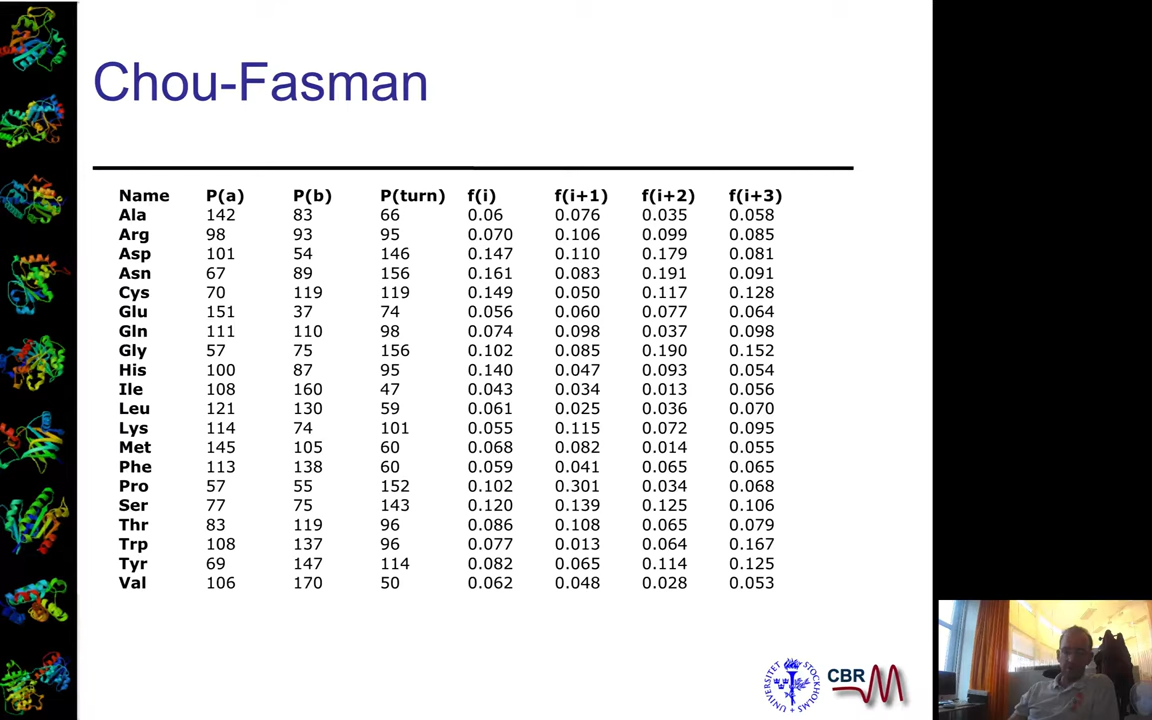 Chou-Fasman
Name P(a) P(b) P(turn) f(i) f(i+1) f(i+2) f(i+3)
Ala 142 83 66 0.06 0.076 0.035 0.058
Arg 98 93 95 0.070 0.106 0.099 0.085
Asp 101 54 146 0.147 0.110 0.179 0.081
Asn 67 89 156 0.161 0.083 0.191 0.091
Cys 70 119 119 0.149 0.050 0.117 0.128
Glu 151 37 74 0.056 0.060 0.077 0.064
Gln 111 110 98 0.074 0.098 0.037 0.098
Gly 57 75 156 0.102 0.085 0.190 0.152
His 100 87 95 0.140 0.047 0.093 0.054
Ile 108 160 47 0.043 0.034 0.013 0.056
Leu 121 130 59 0.061 0.025 0.036 0.070
Lys 114 74 101 0.055 0.115 0.072 0.095
Met 145 105 60 0.068 0.082 0.014 0.055
Phe 113 138 60 0.059 0.041 0.065 0.065
Pro 57 55 152 0.102 0.301 0.034 0.068
Ser 77 75 143 0.120 0.139 0.125 0.106
Thr 83 119 96 0.086 0.108 0.065 0.079
Trp 108 137 96 0.077 0.013 0.064 0.167
Tyr 69 147 114 0.082 0.065 0.114 0.125
Val 106 170 50 0.062 0.048 0.028 0.053
STOCKHOLMS UNIVERSITET
CBR